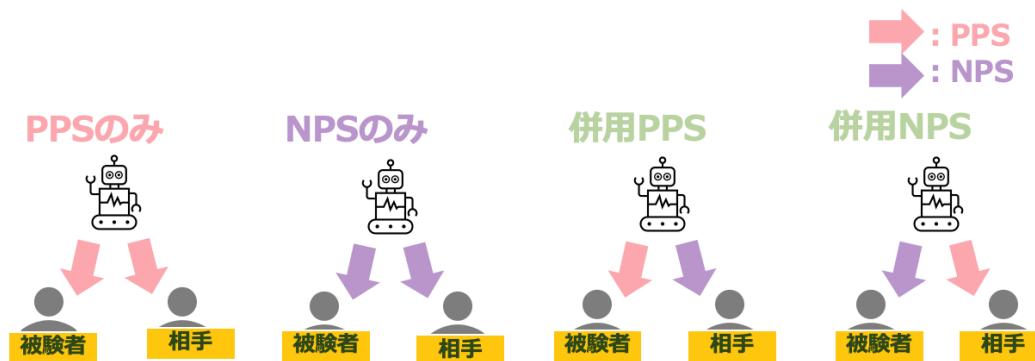 : PPS
: NPS
PPSのみ
NPSのみ
併用PPS
併用NPS
被験者
相手
被験者
相手
被験者
相手
被験者
相手